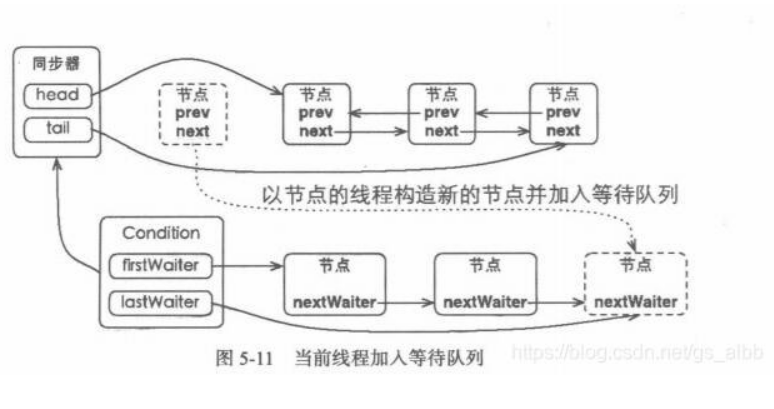 同步器
head
tail
节点
prev
next
节点
prev
next
节点
prev
next
节点
prev
next
以节点的线程构造新的节点并加入等待队列
Condition
firstWaiter
lastWaiter
节点
nextWaiter
节点
nextWaiter
节点
nextWaiter
图 5-11 当前线程加入等待队列
https://blog.csdn.net/gs_albb